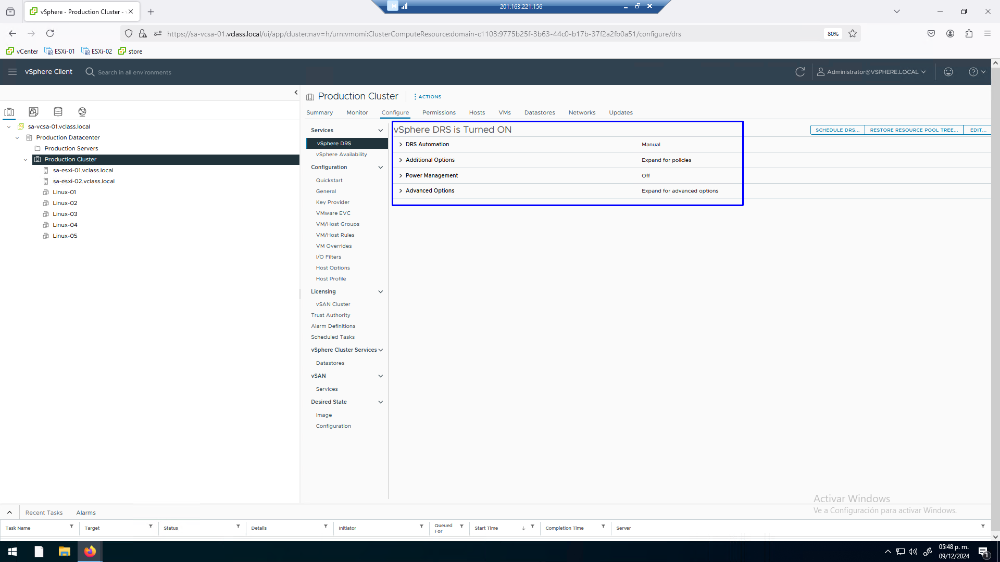 201.163.221.156
vSphere - Production Cluster -
https://sa-vcsa-01.vclass.local/ui/app/cluster;nav=h/urn:vmomi:ClusterComputeResource:domain-c1103:9775b25f-3b63-44c0-b17b-37f2a2fb0a51/configure/drs
80%
vCenter
ESXi-01
ESXi-02
store
vSphere Client
Search in all environments
Administrator@VSPHERE.LOCAL
sa-vcsa-01.vclass.local
Production Datacenter
Production Servers
Production Cluster
sa-esxi-01.vclass.local
sa-esxi-02.vclass.local
Linux-01
Linux-02
Linux-03
Linux-04
Linux-05
Production Cluster
ACTIONS
Summary
Monitor
Configure
Permissions
Hosts
VMs
Datastores
Networks
Updates
Services
vSphere DRS
vSphere Availability
Configuration
Quickstart
General
Key Provider
VMware EVC
VM/Host Groups
VM/Host Rules
VM Overrides
I/O Filters
Host Options
Host Profile
Licensing
vSAN Cluster
Trust Authority
Alarm Definitions
Scheduled Tasks
vSphere Cluster Services
Datastores
vSAN
Services
Desired State
Image
Configuration
vSphere DRS is Turned ON
SCHEDULE DRS...
RESTORE RESOURCE POOL TREE...
EDIT...
DRS Automation
Manual
Additional Options
Expand for policies
Power Management
Off
Advanced Options
Expand for advanced options
Activar Windows
Ve a Configuración para activar Windows.
Recent Tasks
Alarms
Task Name
Target
Status
Details
Initiator
Queued
For
Start Time
Completion Time
Server
05:48 p. m.
09/12/2024
1